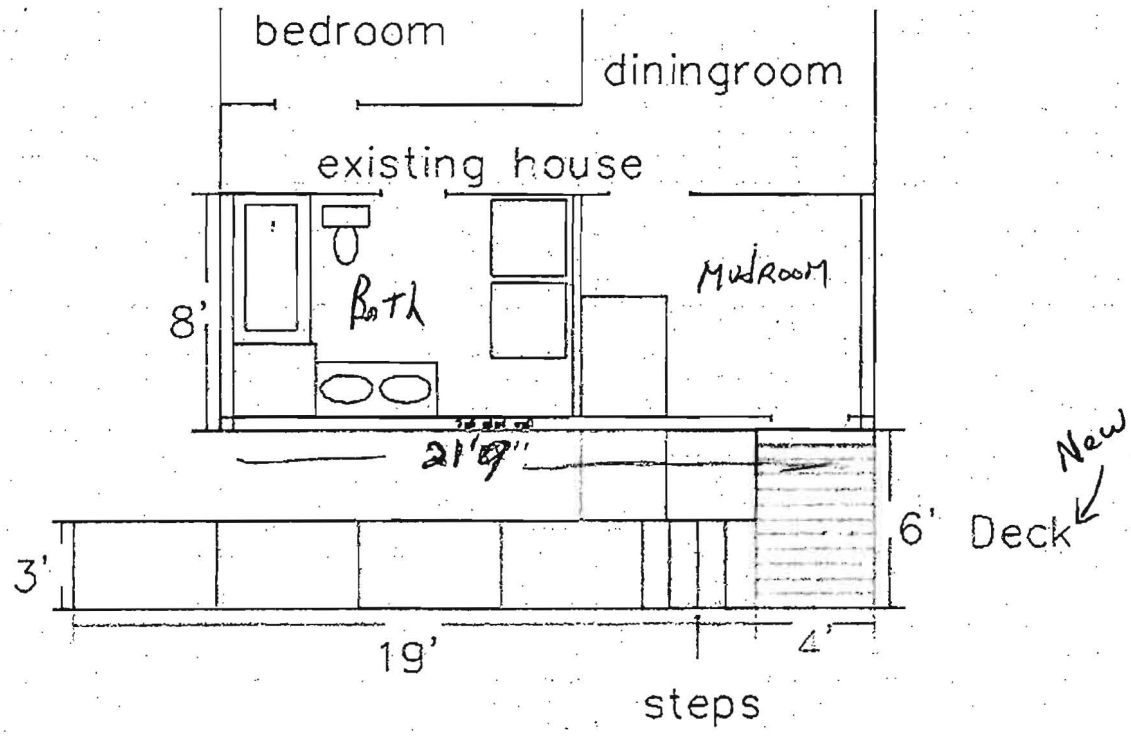 bedroom
diningroom
existing house
Bath
MUDROOM
8'
21'9"
New
6'
Deck
3'
19'
4'
steps